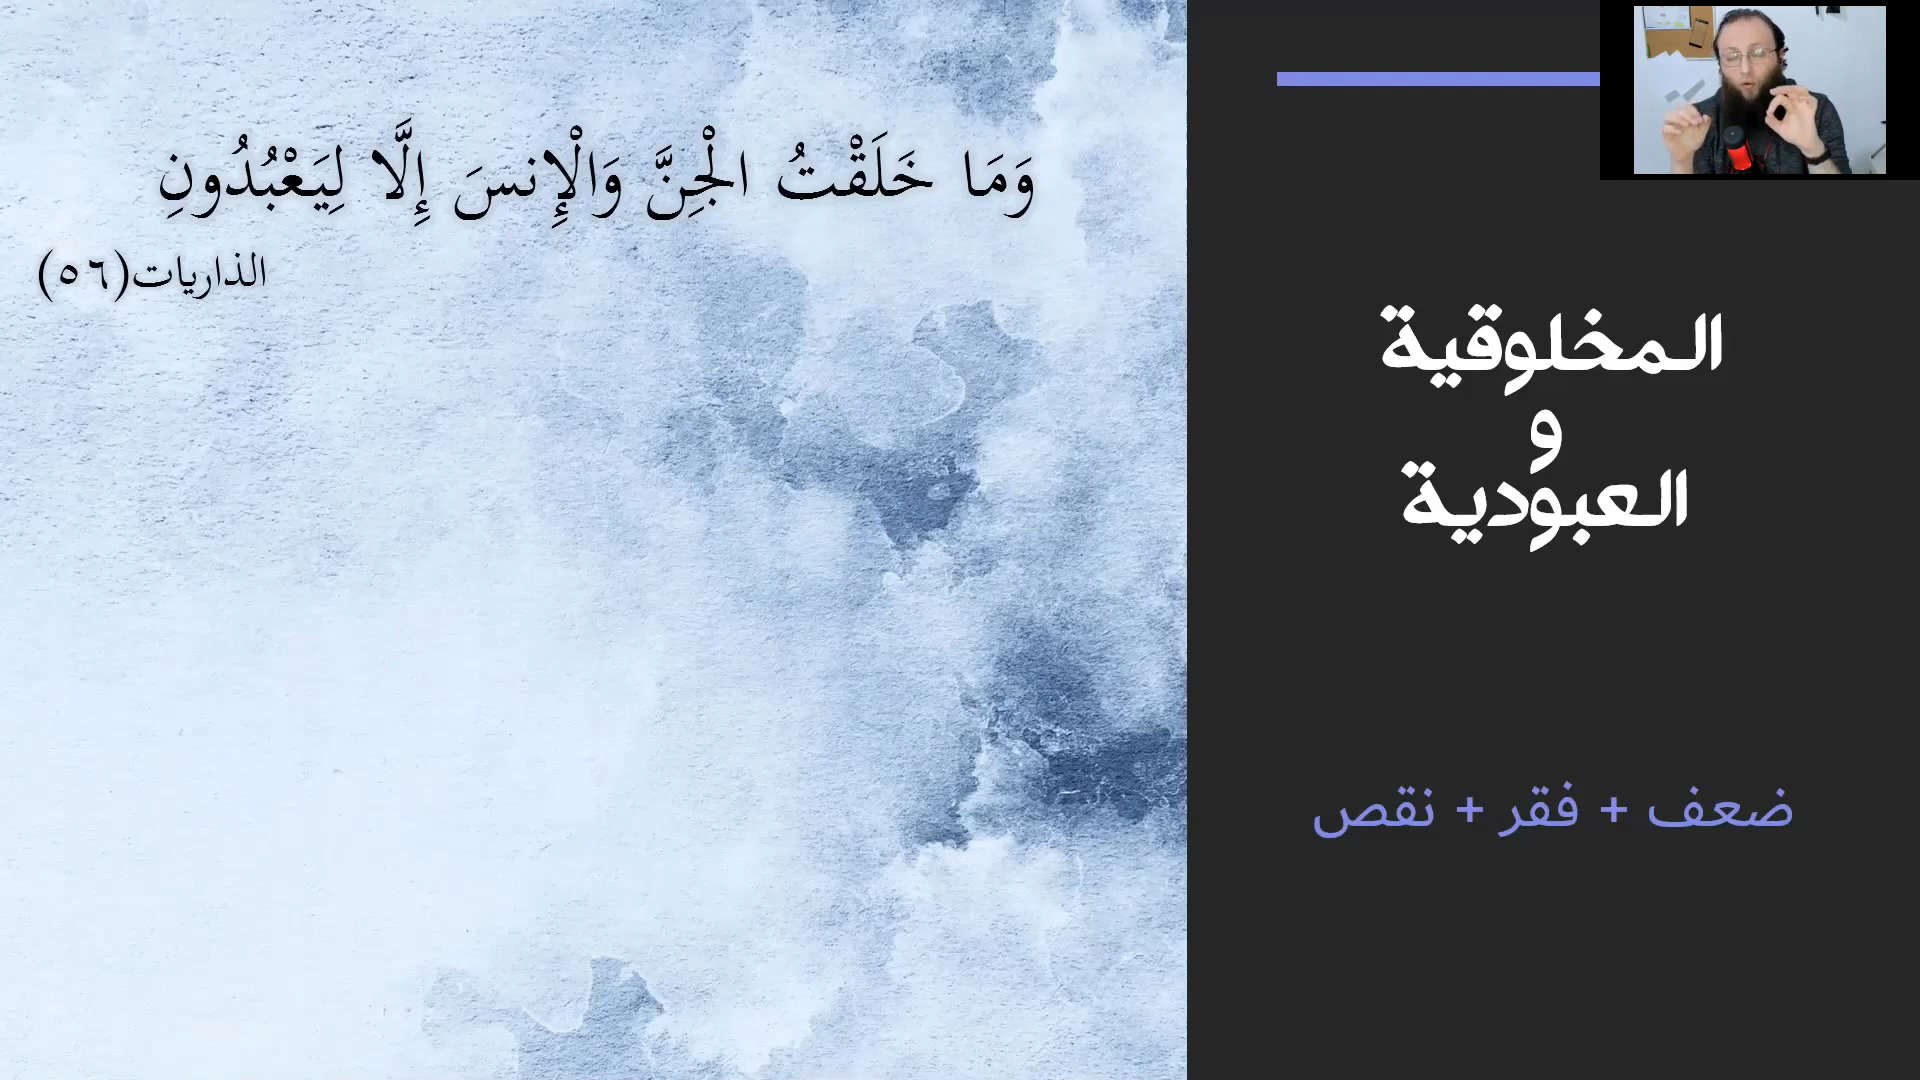 وَمَا خَلَقْتُ الْجِنَّ وَالْإِنسَ إِلَّا لِيَعْبُدُونِ
الذاريات(٥٦)
المخلوقية
و
العبودية
ضعف + فقر + نقص